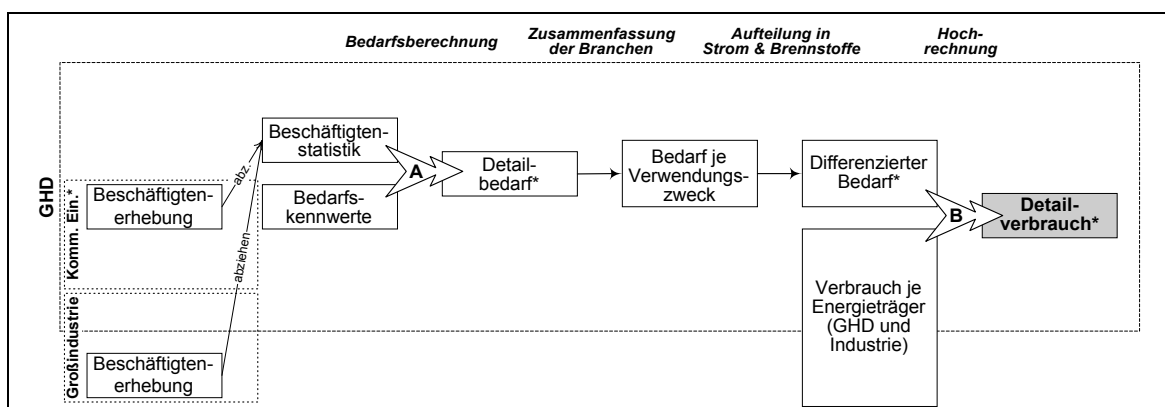 Bedarfsberechnung
Zusammenfassung
der Branchen
Aufteilung in
Strom & Brennstoffe
Hoch-
rechnung
GHD
Komm. Ein.*
Beschäftigten-
erhebung
Großindustrie
Beschäftigten-
erhebung
abz.
abziehen
Beschäftigten-
statistik
Bedarfs-
kennwerte
A
Detail-
bedarf*
Bedarf je
Verwendungs-
zweck
Differenzierter
Bedarf*
Verbrauch je
Energieträger
(GHD und
Industrie)
B
Detail-
verbrauch*